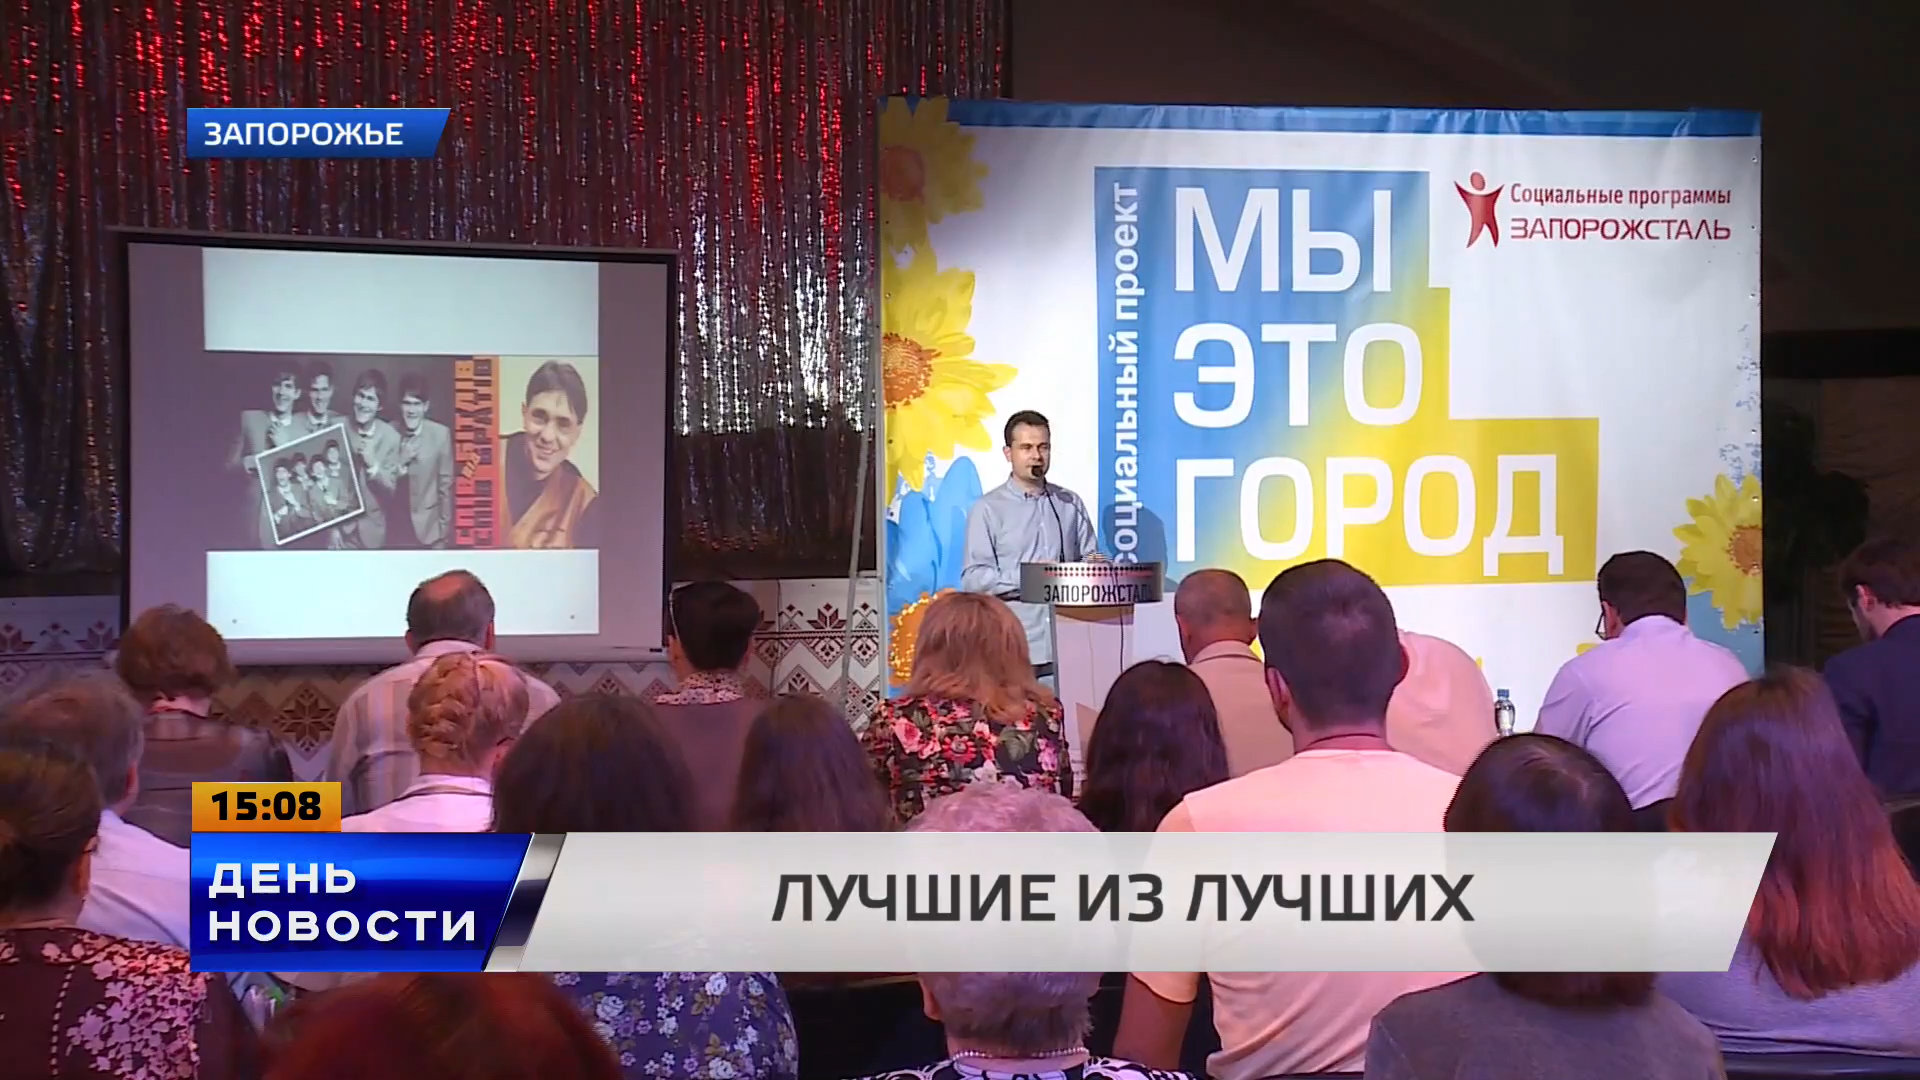 ЗАПОРОЖЬЕ
социальный проект
МЫ
ЭТО
ГОРОД
Социальные программы
ЗАПОРОЖСТАЛЬ
ЗАПОРОЖСТАЛЬ
15:08
ДЕНЬ
НОВОСТИ
ЛУЧШИЕ ИЗ ЛУЧШИХ